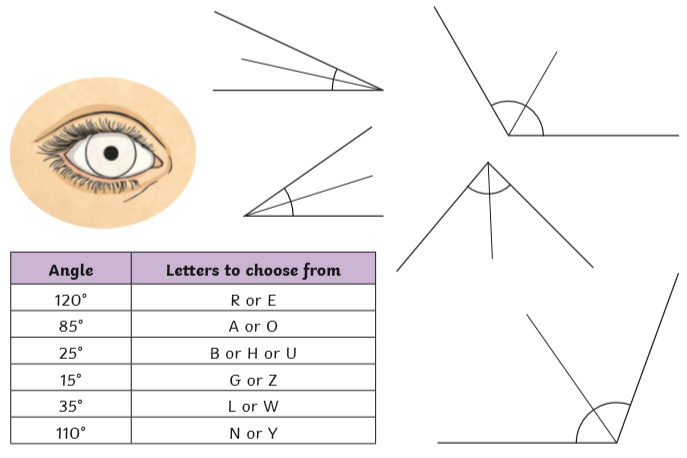 Angle Letters to choose from
120° R or E
85° A or O
25° B or H or U
15° G or Z
35° L or W
110° N or Y